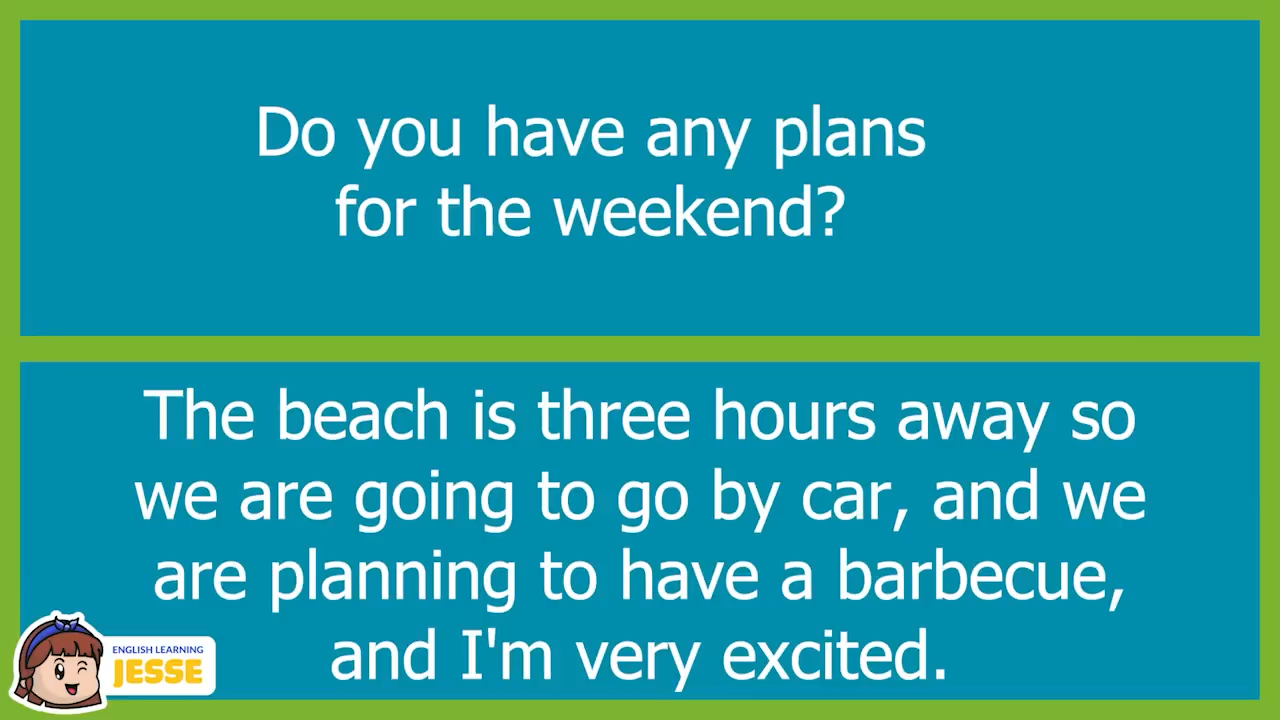 Do you have any plans
for the weekend?
The beach is three hours away so
we are going to go by car, and we
are planning to have a barbecue,
and I'm very excited.
ENGLISH LEARNING
JESSE